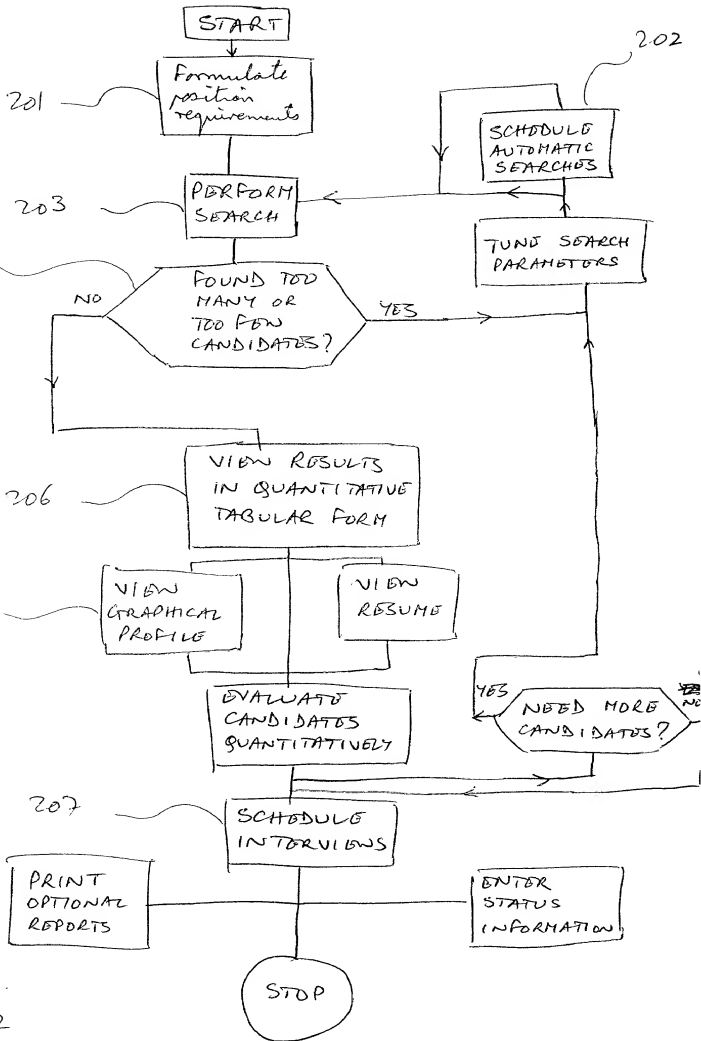 START
202
201
Formulate
position
requirements
SCHEDULE
AUTOMATIC
SEARCHES
203
PERFORM
SEARCH
TUNE SEARCH
PARAMETERS
NO
FOUND TOO
MANY OR
TOO FEW
CANDIDATES?
YES
206
VIEW RESULTS
IN QUANTITATIVE
TABULAR FORM
VIEW
GRAPHICAL
PROFILE
VIEW
RESUME
EVALUATE
CANDIDATES
QUANTITATIVELY
YES
NEED MORE
CANDIDATES?
NO
207
SCHEDULE
INTERVIEWS
PRINT
OPTIONAL
REPORTS
ENTER
STATUS
INFORMATION
STOP
2